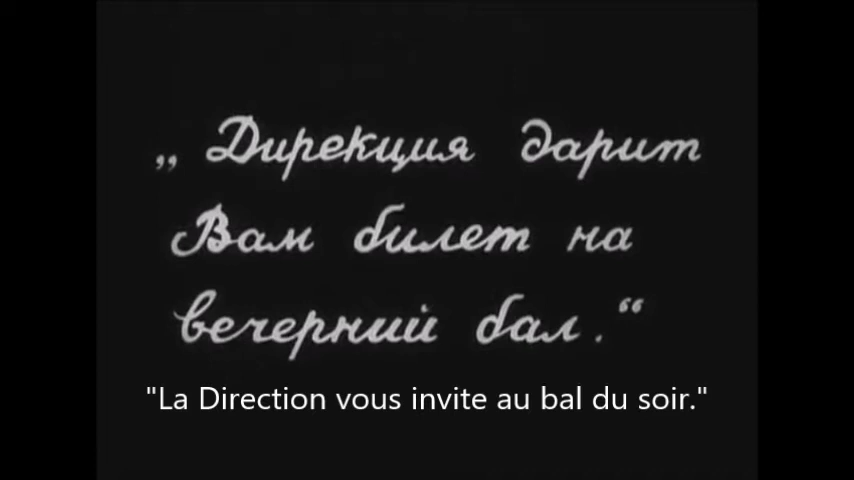 „Дирекция дарит
Вам билет на
вечерний бал.“
"La Direction vous invite au bal du soir."